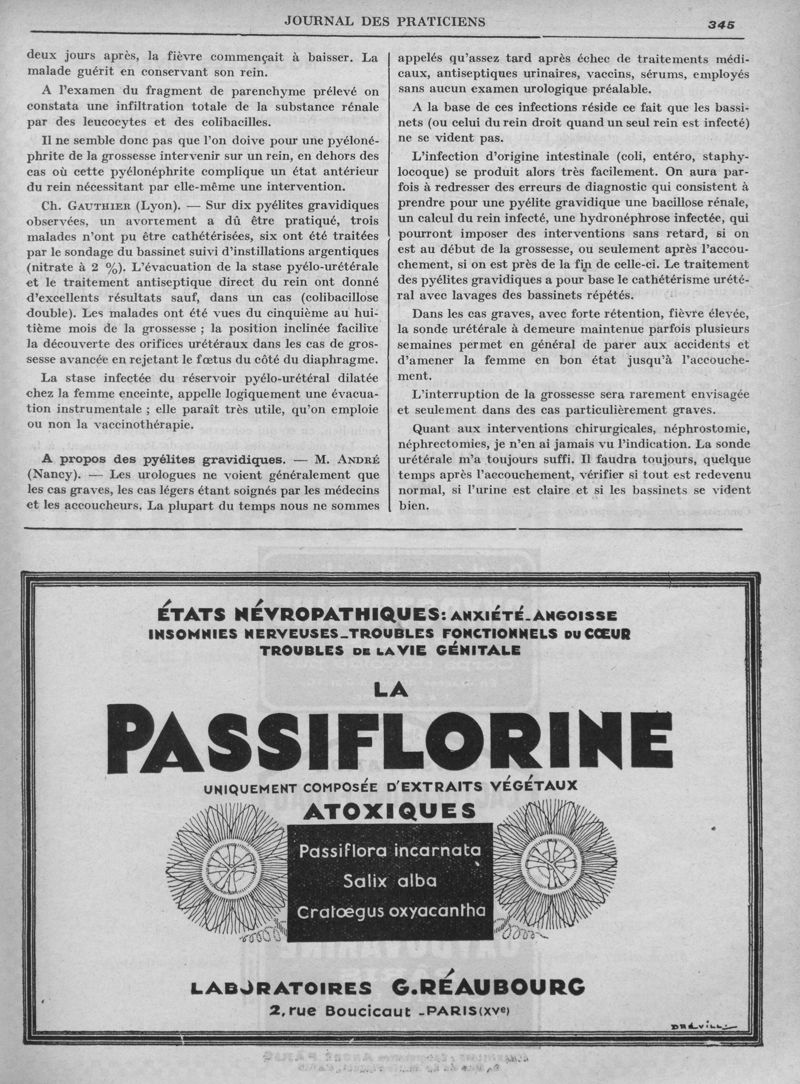 JOURNAL DES PRATICIENS
345
deux jours après, la fièvre commençait à baisser. La
malade guérit en conservant son rein.
A l'examen du fragment de parenchyme prélevé on
constata une infiltration totale de la substance rénale
par des leucocytes et des colibacilles.
Il ne semble donc pas que l'on doive pour une pyéloné-
phrite de la grossesse intervenir sur un rein, en dehors des
cas où cette pyélonéphrite complique un état antérieur
du rein nécessitant par elle-même une intervention.
Ch. GAUTHIER (Lyon). — Sur dix pyélites gravidiques
observées, un avortement a dû être pratiqué, trois
malades n'ont pu être cathétérisées, six ont été traitées
par le sondage du bassinet suivi d'instillations argentiques
(nitrate à 2 %). L'évacuation de la stase pyélo-urétérale
et le traitement antiseptique direct du rein ont donné
d'excellents résultats sauf, dans un cas (colibacillose
double). Les malades ont été vues du cinquième au hui-
tième mois de la grossesse ; la position inclinée facilite
la découverte des orifices urétéraux dans les cas de gros-
sesse avancée en rejetant le fœtus du côté du diaphragme.
La stase infectée du réservoir pyélo-urétéral dilatée
chez la femme enceinte, appelle logiquement une évacua-
tion instrumentale ; elle paraît très utile, qu'on emploie
ou non la vaccinothérapie.
A propos des pyélites gravidiques. — M. ANDRÉ
(Nancy). — Les urologues ne voient généralement que
les cas graves, les cas légers étant soignés par les médecins
et les accoucheurs. La plupart du temps nous ne sommes
appelés qu'assez tard après échec de traitements médi-
caux, antiseptiques urinaires, vaccins, sérums, employés
sans aucun examen urologique préalable.
A la base de ces infections réside ce fait que les bassi-
nets (ou celui du rein droit quand un seul rein est infecté)
ne se vident pas.
L'infection d'origine intestinale (coli, entéro, staphy-
locoque) se produit alors très facilement. On aura par-
fois à redresser des erreurs de diagnostic qui consistent à
prendre pour une pyélite gravidique une bacillose rénale,
un calcul du rein infecté, une hydronéphrose infectée, qui
pourront imposer des interventions sans retard, si on
est au début de la grossesse, ou seulement après l'accou-
chement, si on est près de la fin de celle-ci. Le traitement
des pyélites gravidiques a pour base le cathétérisme urété-
ral avec lavages des bassinets répétés.
Dans les cas graves, avec forte rétention, fièvre élevée,
la sonde urétérale à demeure maintenue parfois plusieurs
semaines permet en général de parer aux accidents et
d'amener la femme en bon état jusqu'à l'accouche-
ment.
L'interruption de la grossesse sera rarement envisagée
et seulement dans des cas particulièrement graves.
Quant aux interventions chirurgicales, néphrostomie,
néphrectomies, je n'en ai jamais vu l'indication. La sonde
urétérale m'a toujours suffi. Il faudra toujours, quelque
temps après l'accouchement, vérifier si tout est redevenu
normal, si l'urine est claire et si les bassinets se vident
bien.
ÉTATS NÉVROPATHIQUES: ANXIÉTÉ_ANGOISSE
INSOMNIES NERVEUSES_TROUBLES FONCTIONNELS DU CŒUR
TROUBLES DE LA VIE GÉNITALE
LA
PASSIFLORINE
UNIQUEMENT COMPOSÉE D'EXTRAITS VÉGÉTAUX
ATOXIQUES
Passiflora incarnata
Salix alba
Cratœgus oxyacantha
LABORATOIRES G.RÉAUBOURG
2, rue Boucicaut _PARIS (XVe)